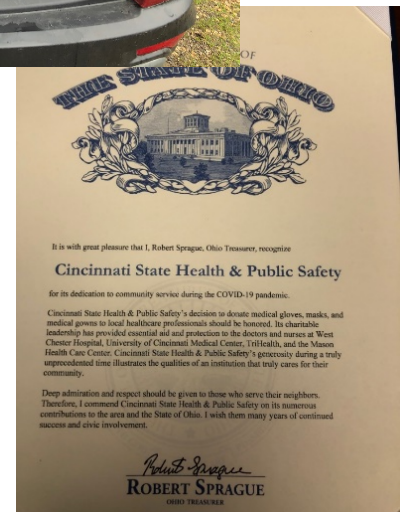 OF
THE STATE OF OHIO
It is with great pleasure that I, Robert Sprague, Ohio Treasurer, recognize
Cincinnati State Health & Public Safety
for its dedication to community service during the COVID-19 pandemic.
Cincinnati State Health & Public Safety's decision to donate medical gloves, masks, and
medical gowns to local healthcare professionals should be honored. Its charitable
leadership has provided essential aid and protection to the doctors and nurses at West
Chester Hospital, University of Cincinnati Medical Center, TriHealth, and the Mason
Health Care Center. Cincinnati State Health & Public Safety's generosity during a truly
unprecedented time illustrates the qualities of an institution that truly cares for their
community.
Deep admiration and respect should be given to those who serve their neighbors.
Therefore, I commend Cincinnati State Health & Public Safety on its numerous
contributions to the area and the State of Ohio. I wish them many years of continued
success and civic involvement.
Robert Sprague
ROBERT SPRAGUE
OHIO TREASURER